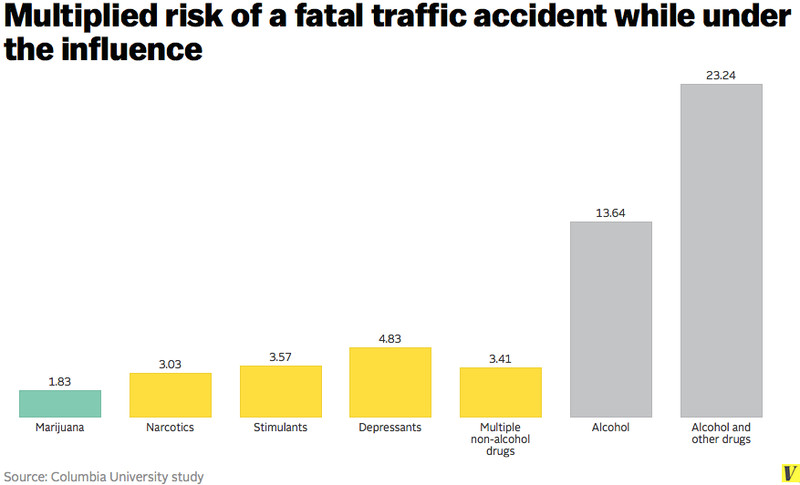 Multiplied risk of a fatal traffic accident while under
the influence
23.24
13.64
4.83
3.57
3.41
3.03
1.83
Marijuana
Narcotics
Stimulants
Depressants
Multiple
non-alcohol
drugs
Alcohol
Alcohol and
other drugs
Source: Columbia University study
V